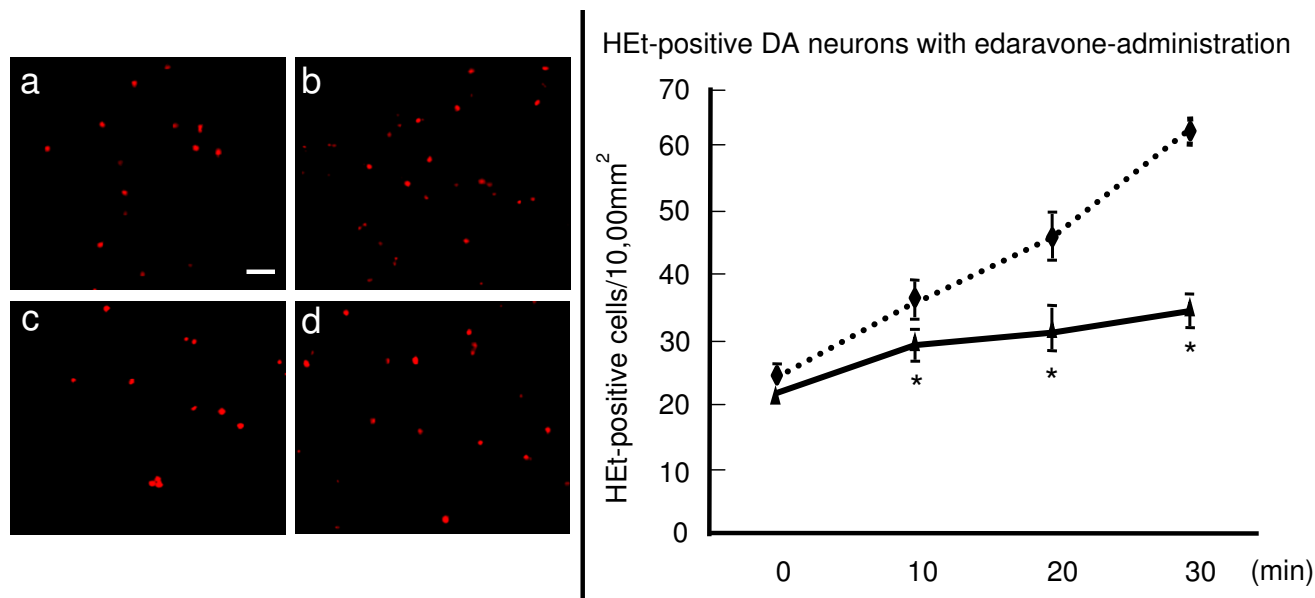 a
b
c
d
HEt-positive DA neurons with edaravone-administration
HEt-positive cells/10,00mm²
70
60
50
40
30
20
10
0
*
*
*
0 10 20 30 (min)